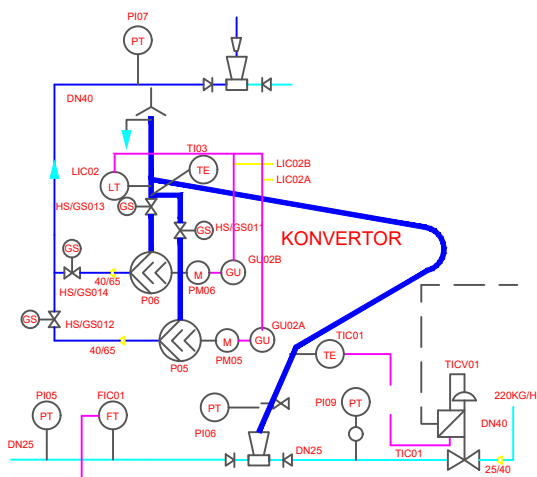 PI07
PT
DN40
TI03
LIC02B
LIC02
LT
TE
LIC02A
HS/GS013
GS
GS
HS/GS011
KONVERTOR
GS
GU02B
M
GU
HS/GS014
40/65
P06
PM06
GS
HS/GS012
GU02A
TIC01
M
GU
40/65
P05
PM05
TE
TICV01
PI05
FIC01
PI09
220KG/H
PT
FT
PT
PT
DN40
PI06
DN25
DN25
TIC01
25/40